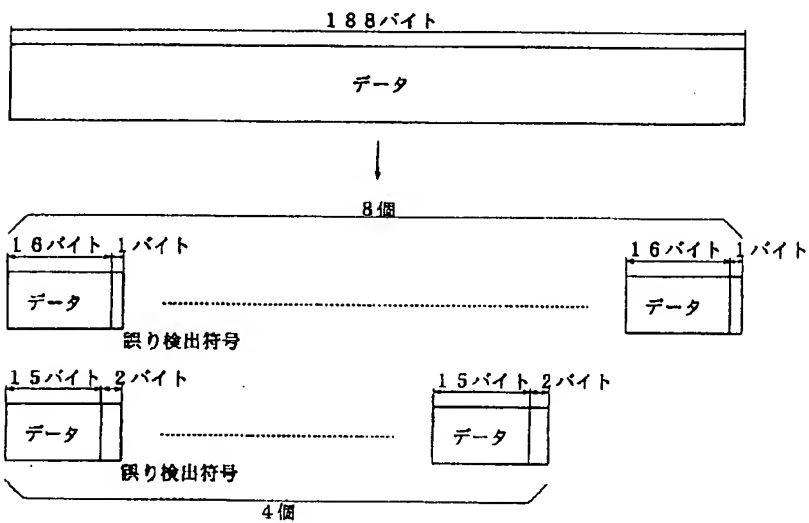 188バイト
データ
8個
16バイト 1バイト 16バイト 1バイト
データ データ
誤り検出符号
15バイト 2バイト 15バイト 2バイト
データ データ
誤り検出符号
4個